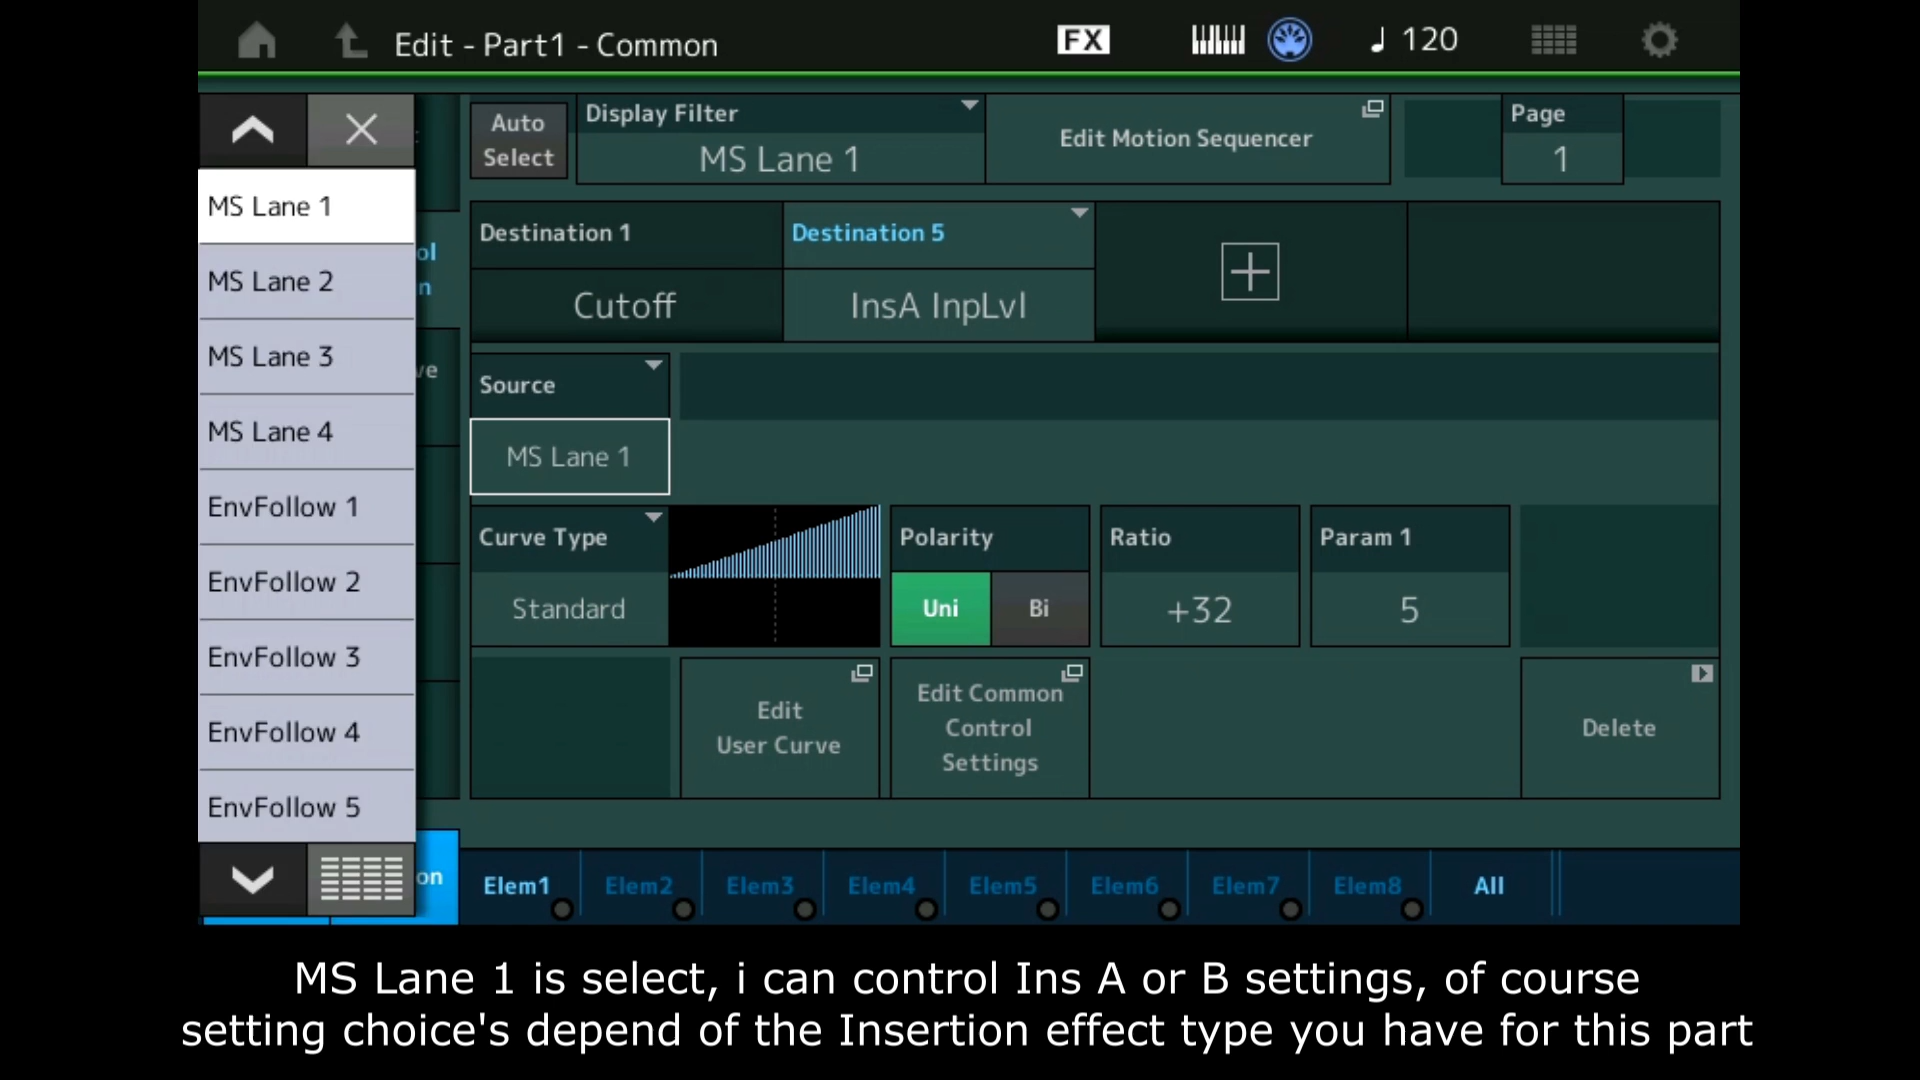 Edit - Part1 - Common
FX
120
MS Lane 1
MS Lane 2
MS Lane 3
MS Lane 4
EnvFollow 1
EnvFollow 2
EnvFollow 3
EnvFollow 4
EnvFollow 5
Auto
Select
Display Filter
MS Lane 1
Edit Motion Sequencer
Page
1
Destination 1
Cutoff
Destination 5
InsA InpLvl
Source
MS Lane 1
Curve Type
Standard
Polarity
Uni
Bi
Ratio
+32
Param 1
5
Edit
User Curve
Edit Common
Control
Settings
Delete
Elem1
Elem2
Elem3
Elem4
Elem5
Elem6
Elem7
Elem8
All
MS Lane 1 is select, i can control Ins A or B settings, of course
setting choice's depend of the Insertion effect type you have for this part